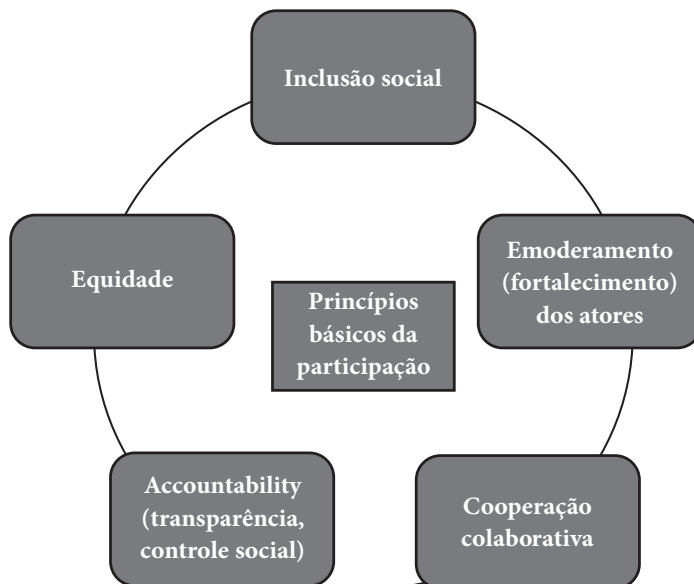 Inclusão social
Equidade
Emoderamento
(fortalecimento)
dos atores
Princípios
básicos da
participação
Accountability
(transparência,
controle social)
Cooperação
colaborativa